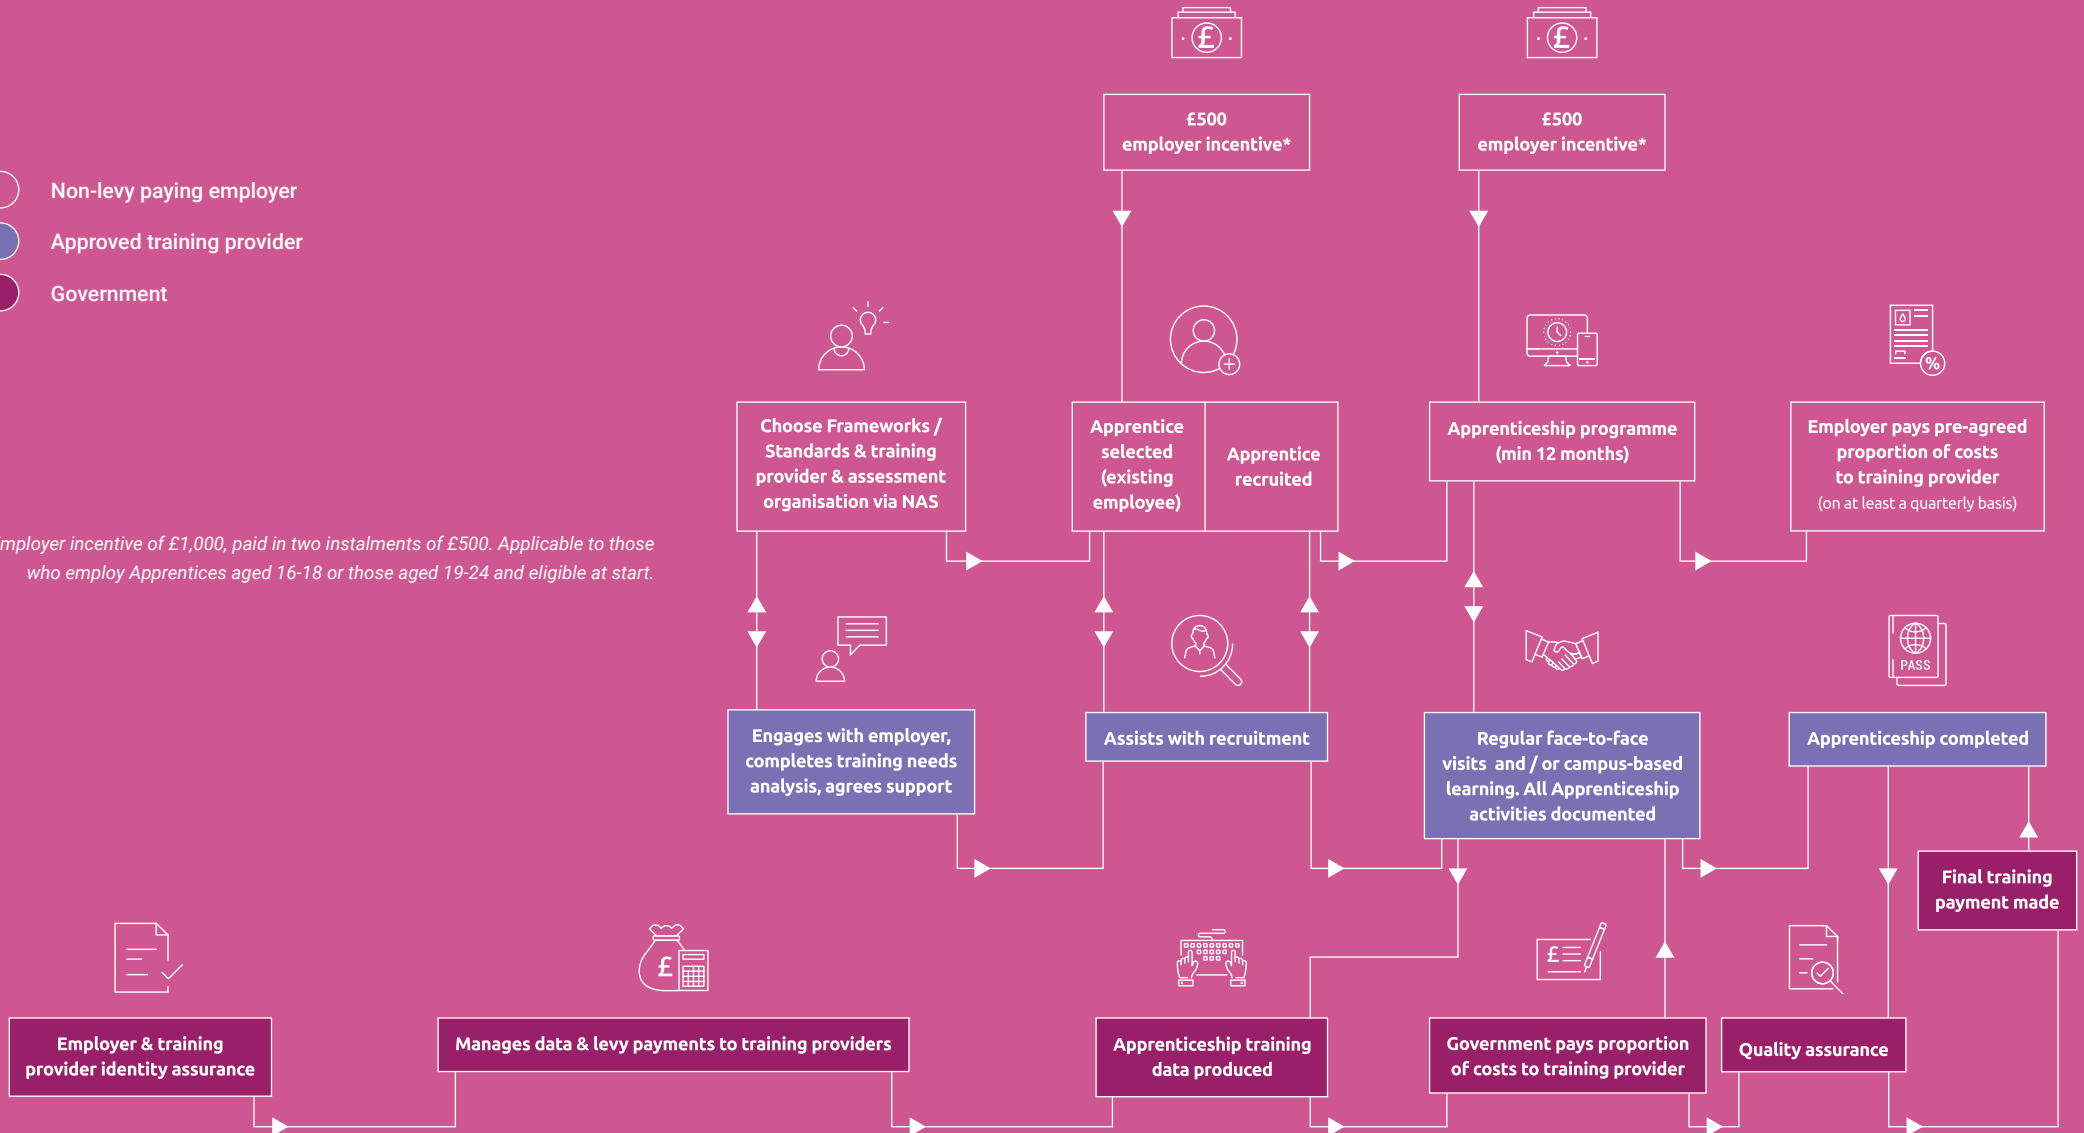 £500
employer incentive*
£500
employer incentive*
Non-levy paying employer
Approved training provider
Government
Choose Frameworks /
Standards & training
provider & assessment
organisation via NAS
Apprentice
selected
(existing
employee)
Apprentice
recruited
Apprenticeship programme
(min 12 months)
Employer pays pre-agreed
proportion of costs
to training provider
(on at least a quarterly basis)
mployer incentive of £1,000, paid in two instalments of £500. Applicable to those
who employ Apprentices aged 16-18 or those aged 19-24 and eligible at start.
PASS
Engages with employer,
completes training needs
analysis, agrees support
Assists with recruitment
Regular face-to-face
visits and / or campus-based
learning. All Apprenticeship
activities documented
Apprenticeship completed
Final training
payment made
Employer & training
provider identity assurance
£
Manages data & levy payments to training providers
Apprenticeship training
data produced
£
Government pays proportion
of costs to training provider
Quality assurance